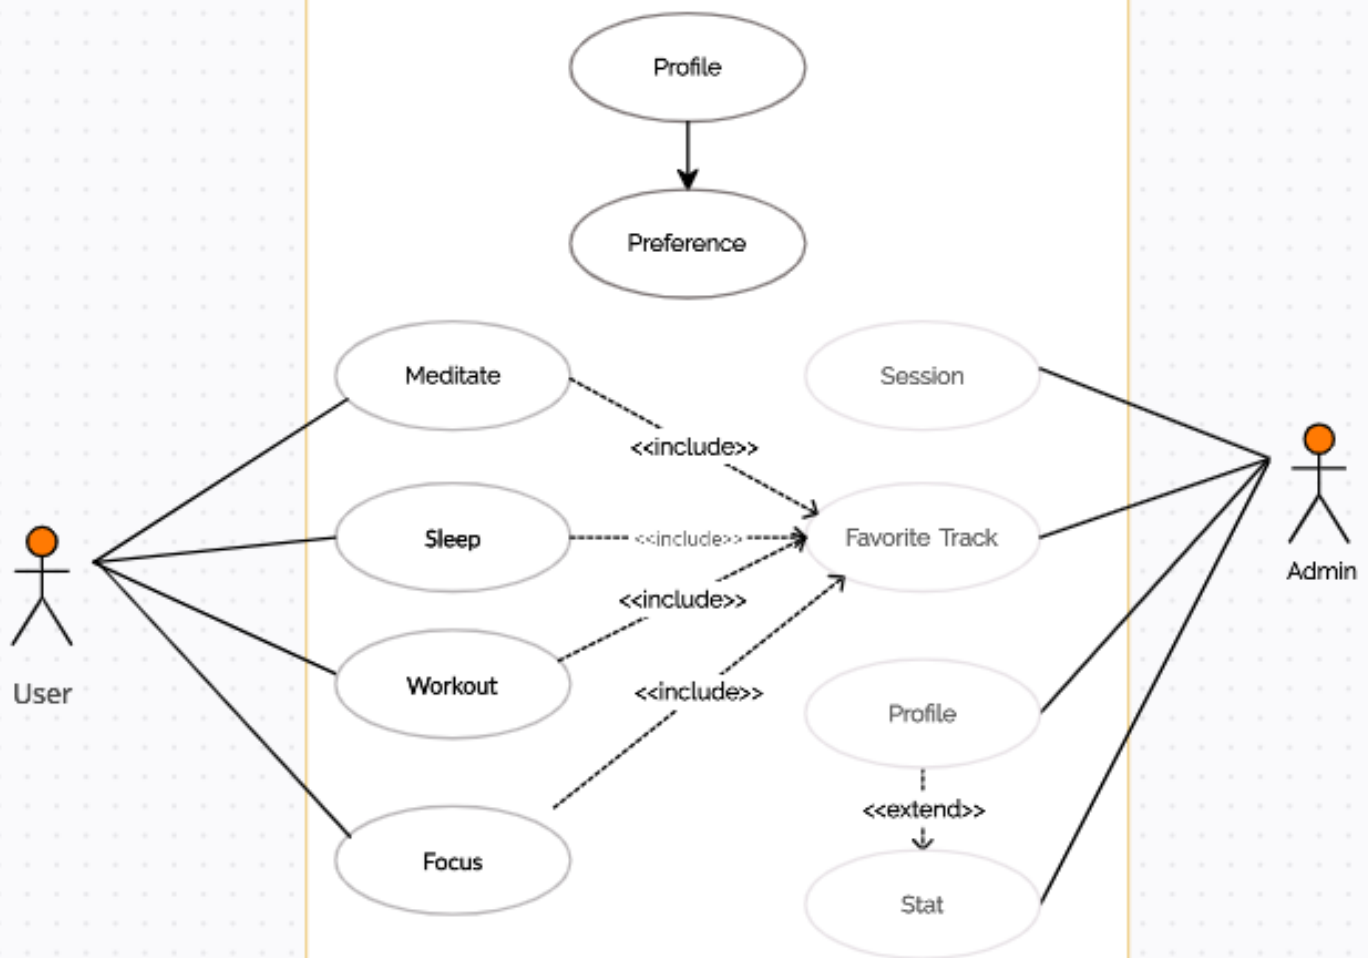 Profile
Preference
Meditate
Session
<<include>>
Sleep
<<include>>
Favorite Track
Admin
<<include>>
Workout
User
<<include>>
Profile
<<extend>>
Focus
Stat